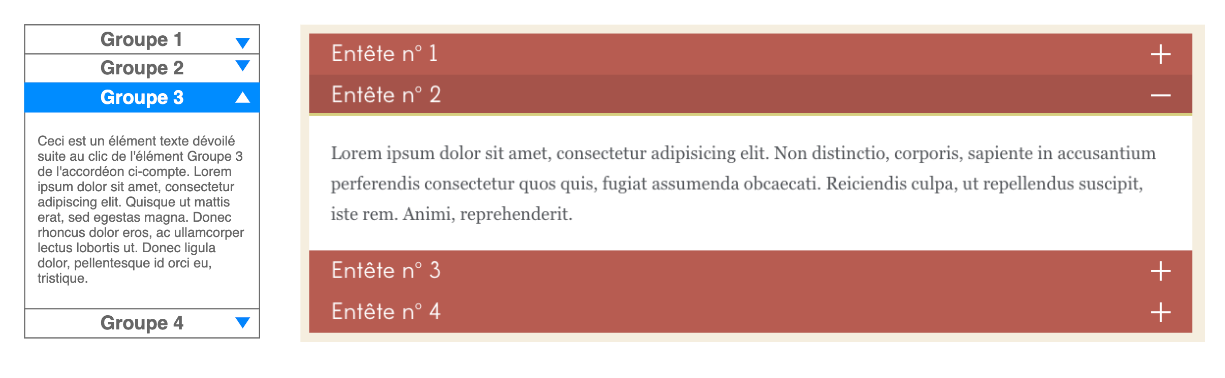 Groupe 1
Groupe 2
Groupe 3
Ceci est un élément texte dévoilé
suite au clic de l'élément Groupe 3
de l'accordéon ci-compte. Lorem
ipsum dolor sit amet, consectetur
adipiscing elit. Quisque ut mattis
erat, sed egestas magna. Donec
rhoncus dolor eros, ac ullamcorper
lectus lobortis ut. Donec ligula
dolor, pellentesque id orci eu,
tristique.
Groupe 4
Entête n° 1
Entête n° 2
Lorem ipsum dolor sit amet, consectetur adipisicing elit. Non distinctio, corporis, sapiente in accusantium
perferendis consectetur quos quis, fugiat assumenda obcaecati. Reiciendis culpa, ut repellendus suscipit,
iste rem. Animi, reprehenderit.
Entête n° 3
Entête n° 4